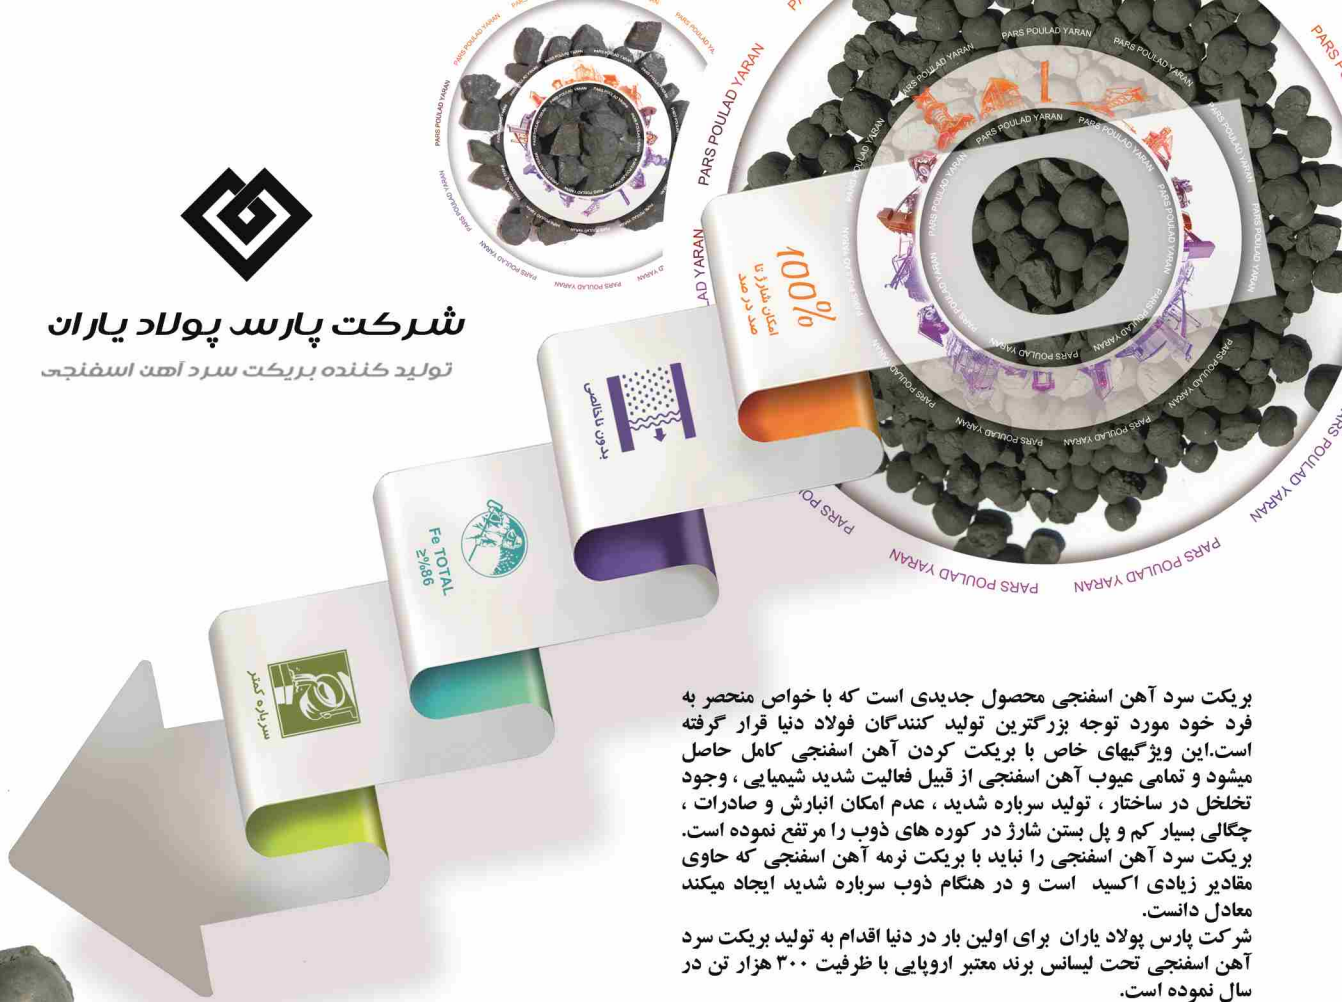 شرکت پارس پولاد یاران
تولید کننده بریکت سرد آهن اسفنجی
100%
امکان شارژ تا
صد در صد
بدون ناخالصی
Fe TOTAL
≥%86
سرباره کمتر
PARS POULAD YARAN
بریکت سرد آهن اسفنجی محصول جدیدی است که با خواص منحصر به
فرد خود مورد توجه بزرگترین تولید کنندگان فولاد دنیا قرار گرفته
است.این ویژگیهای خاص با بریکت کردن آهن اسفنجی کامل حاصل
میشود و تمامی عیوب آهن اسفنجی از قبیل فعالیت شدید شیمیایی ، وجود
تخلخل در ساختار ، تولید سرباره شدید ، عدم امکان انبارش و صادرات ،
چگالی بسیار کم و پل بستن شارژ در کوره های ذوب را مرتفع نموده است.
بریکت سرد آهن اسفنجی را نباید با بریکت نرمه آهن اسفنجی که حاوی
مقادیر زیادی اکسید است و در هنگام ذوب سرباره شدید ایجاد میکند
معادل دانست.
شرکت پارس پولاد یاران برای اولین بار در دنیا اقدام به تولید بریکت سرد
آهن اسفنجی تحت لیسانس برند معتبر اروپایی با ظرفیت ۳۰۰ هزار تن در
سال نموده است.